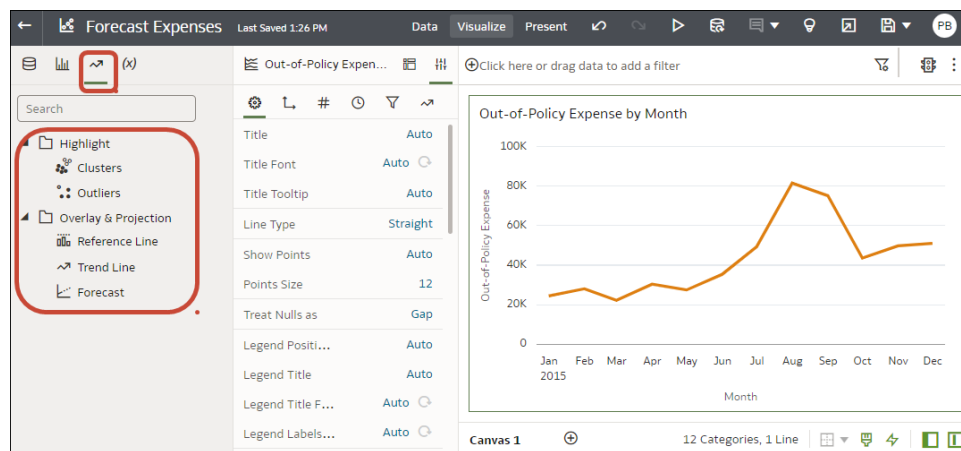 Forecast Expenses Last Saved 1:26 PM Data Visualize Present PB
(x) Out-of-Policy Expen... Click here or drag data to add a filter
Search
Highlight
Clusters
Outliers
Overlay & Projection
Reference Line
Trend Line
Forecast
#
Title Auto
Title Font Auto
Title Tooltip Auto
Line Type Straight
Show Points Auto
Points Size 12
Treat Nulls as Gap
Legend Positi... Auto
Legend Title Auto
Legend Title F... Auto
Legend Labels... Auto
Out-of-Policy Expense by Month
Out-of-Policy Expense
100K
80K
60K
40K
20K
0
Jan Feb Mar Apr May Jun Jul Aug Sep Oct Nov Dec
2015
Month
Canvas 1 12 Categories, 1 Line